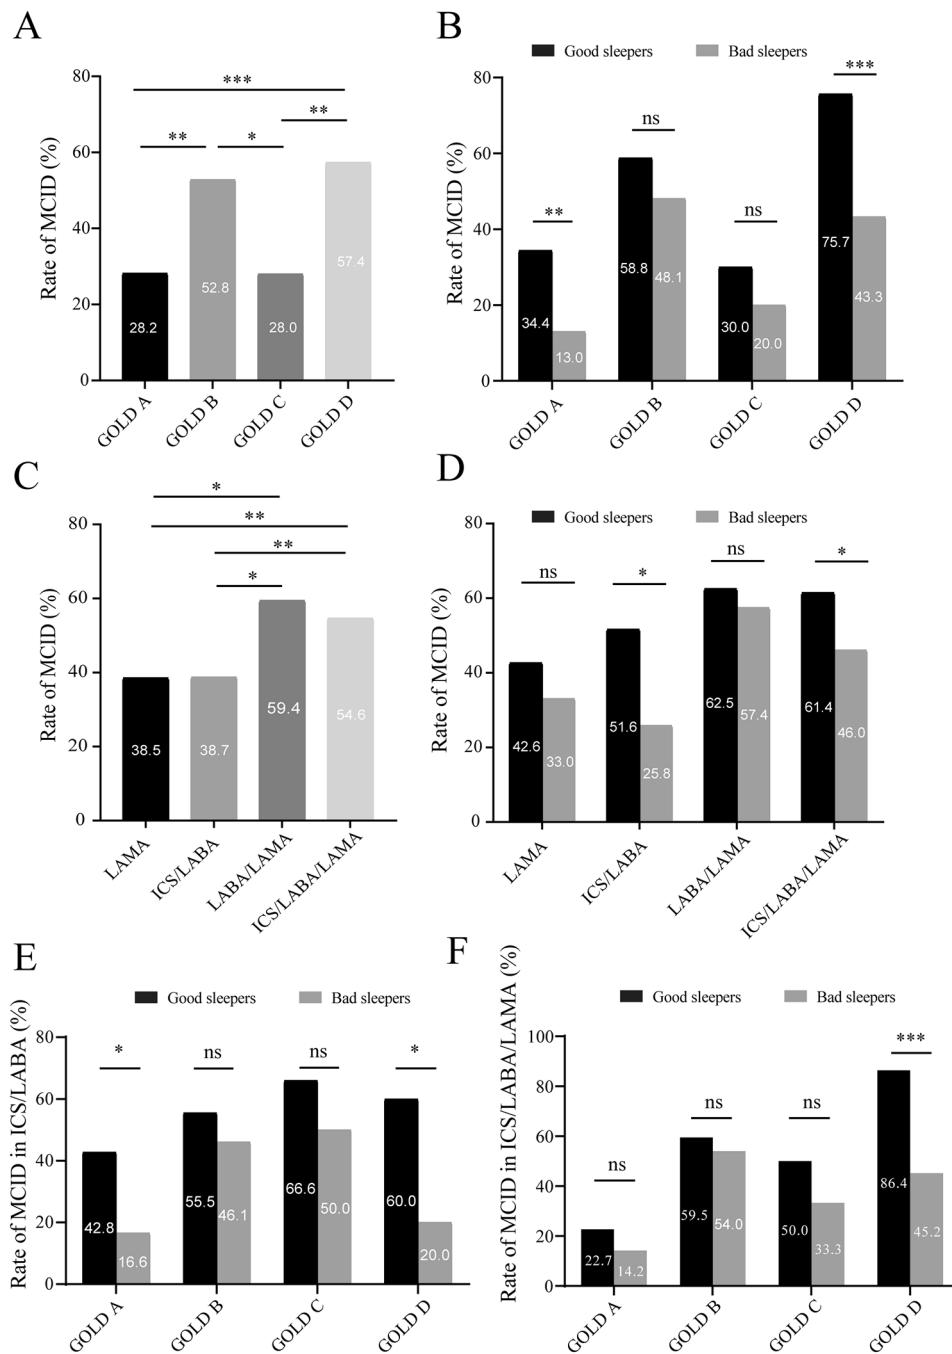 A
Rate of MCID (%)
80
60
40
20
0
***
**
*
**
28.2
52.8
28.0
57.4
GOLD A
GOLD B
GOLD C
GOLD D
B
Good sleepers
Bad sleepers
Rate of MCID (%)
80
60
40
20
0
**
ns
ns
***
34.4
13.0
58.8
48.1
30.0
20.0
75.7
43.3
GOLD A
GOLD B
GOLD C
GOLD D
C
Rate of MCID (%)
80
60
40
20
0
*
**
**
*
38.5
38.7
59.4
54.6
LAMA
ICS/LABA
LABA/LAMA
ICS/LABA/LAMA
D
Good sleepers
Bad sleepers
Rate of MCID (%)
80
60
40
20
0
ns
*
ns
*
42.6
33.0
51.6
25.8
62.5
57.4
61.4
46.0
LAMA
ICS/LABA
LABA/LAMA
ICS/LABA/LAMA
E
Good sleepers
Bad sleepers
Rate of MCID in ICS/LABA (%)
80
60
40
20
0
*
ns
ns
*
42.8
16.6
55.5
46.1
66.6
50.0
60.0
20.0
GOLD A
GOLD B
GOLD C
GOLD D
F
Good sleepers
Bad sleepers
Rate of MCID in ICS/LABA/LAMA (%)
100
80
60
40
20
0
ns
ns
ns
***
22.7
14.2
59.5
54.0
50.0
33.3
86.4
45.2
GOLD A
GOLD B
GOLD C
GOLD D